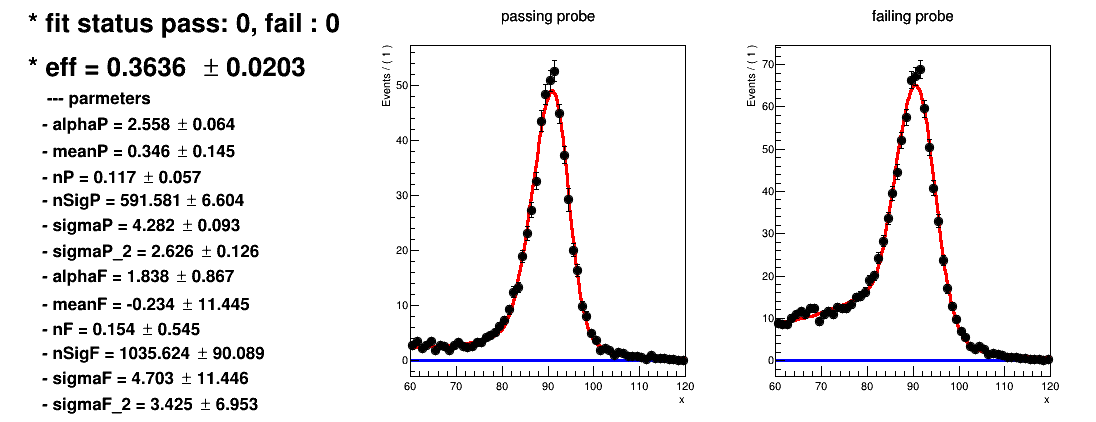 * fit status pass: 0, fail : 0
* eff = 0.3636 ± 0.0203
--- parmeters
- alphaP = 2.558 ± 0.064
- meanP = 0.346 ± 0.145
- nP = 0.117 ± 0.057
- nSigP = 591.581 ± 6.604
- sigmaP = 4.282 ± 0.093
- sigmaP_2 = 2.626 ± 0.126
- alphaF = 1.838 ± 0.867
- meanF = -0.234 ± 11.445
- nF = 0.154 ± 0.545
- nSigF = 1035.624 ± 90.089
- sigmaF = 4.703 ± 11.446
- sigmaF_2 = 3.425 ± 6.953
passing probe
Events / ( 1 )
50
40
30
20
10
0
60 70 80 90 100 110 120
x
failing probe
Events / ( 1 )
70
60
50
40
30
20
10
0
60 70 80 90 100 110 120
x